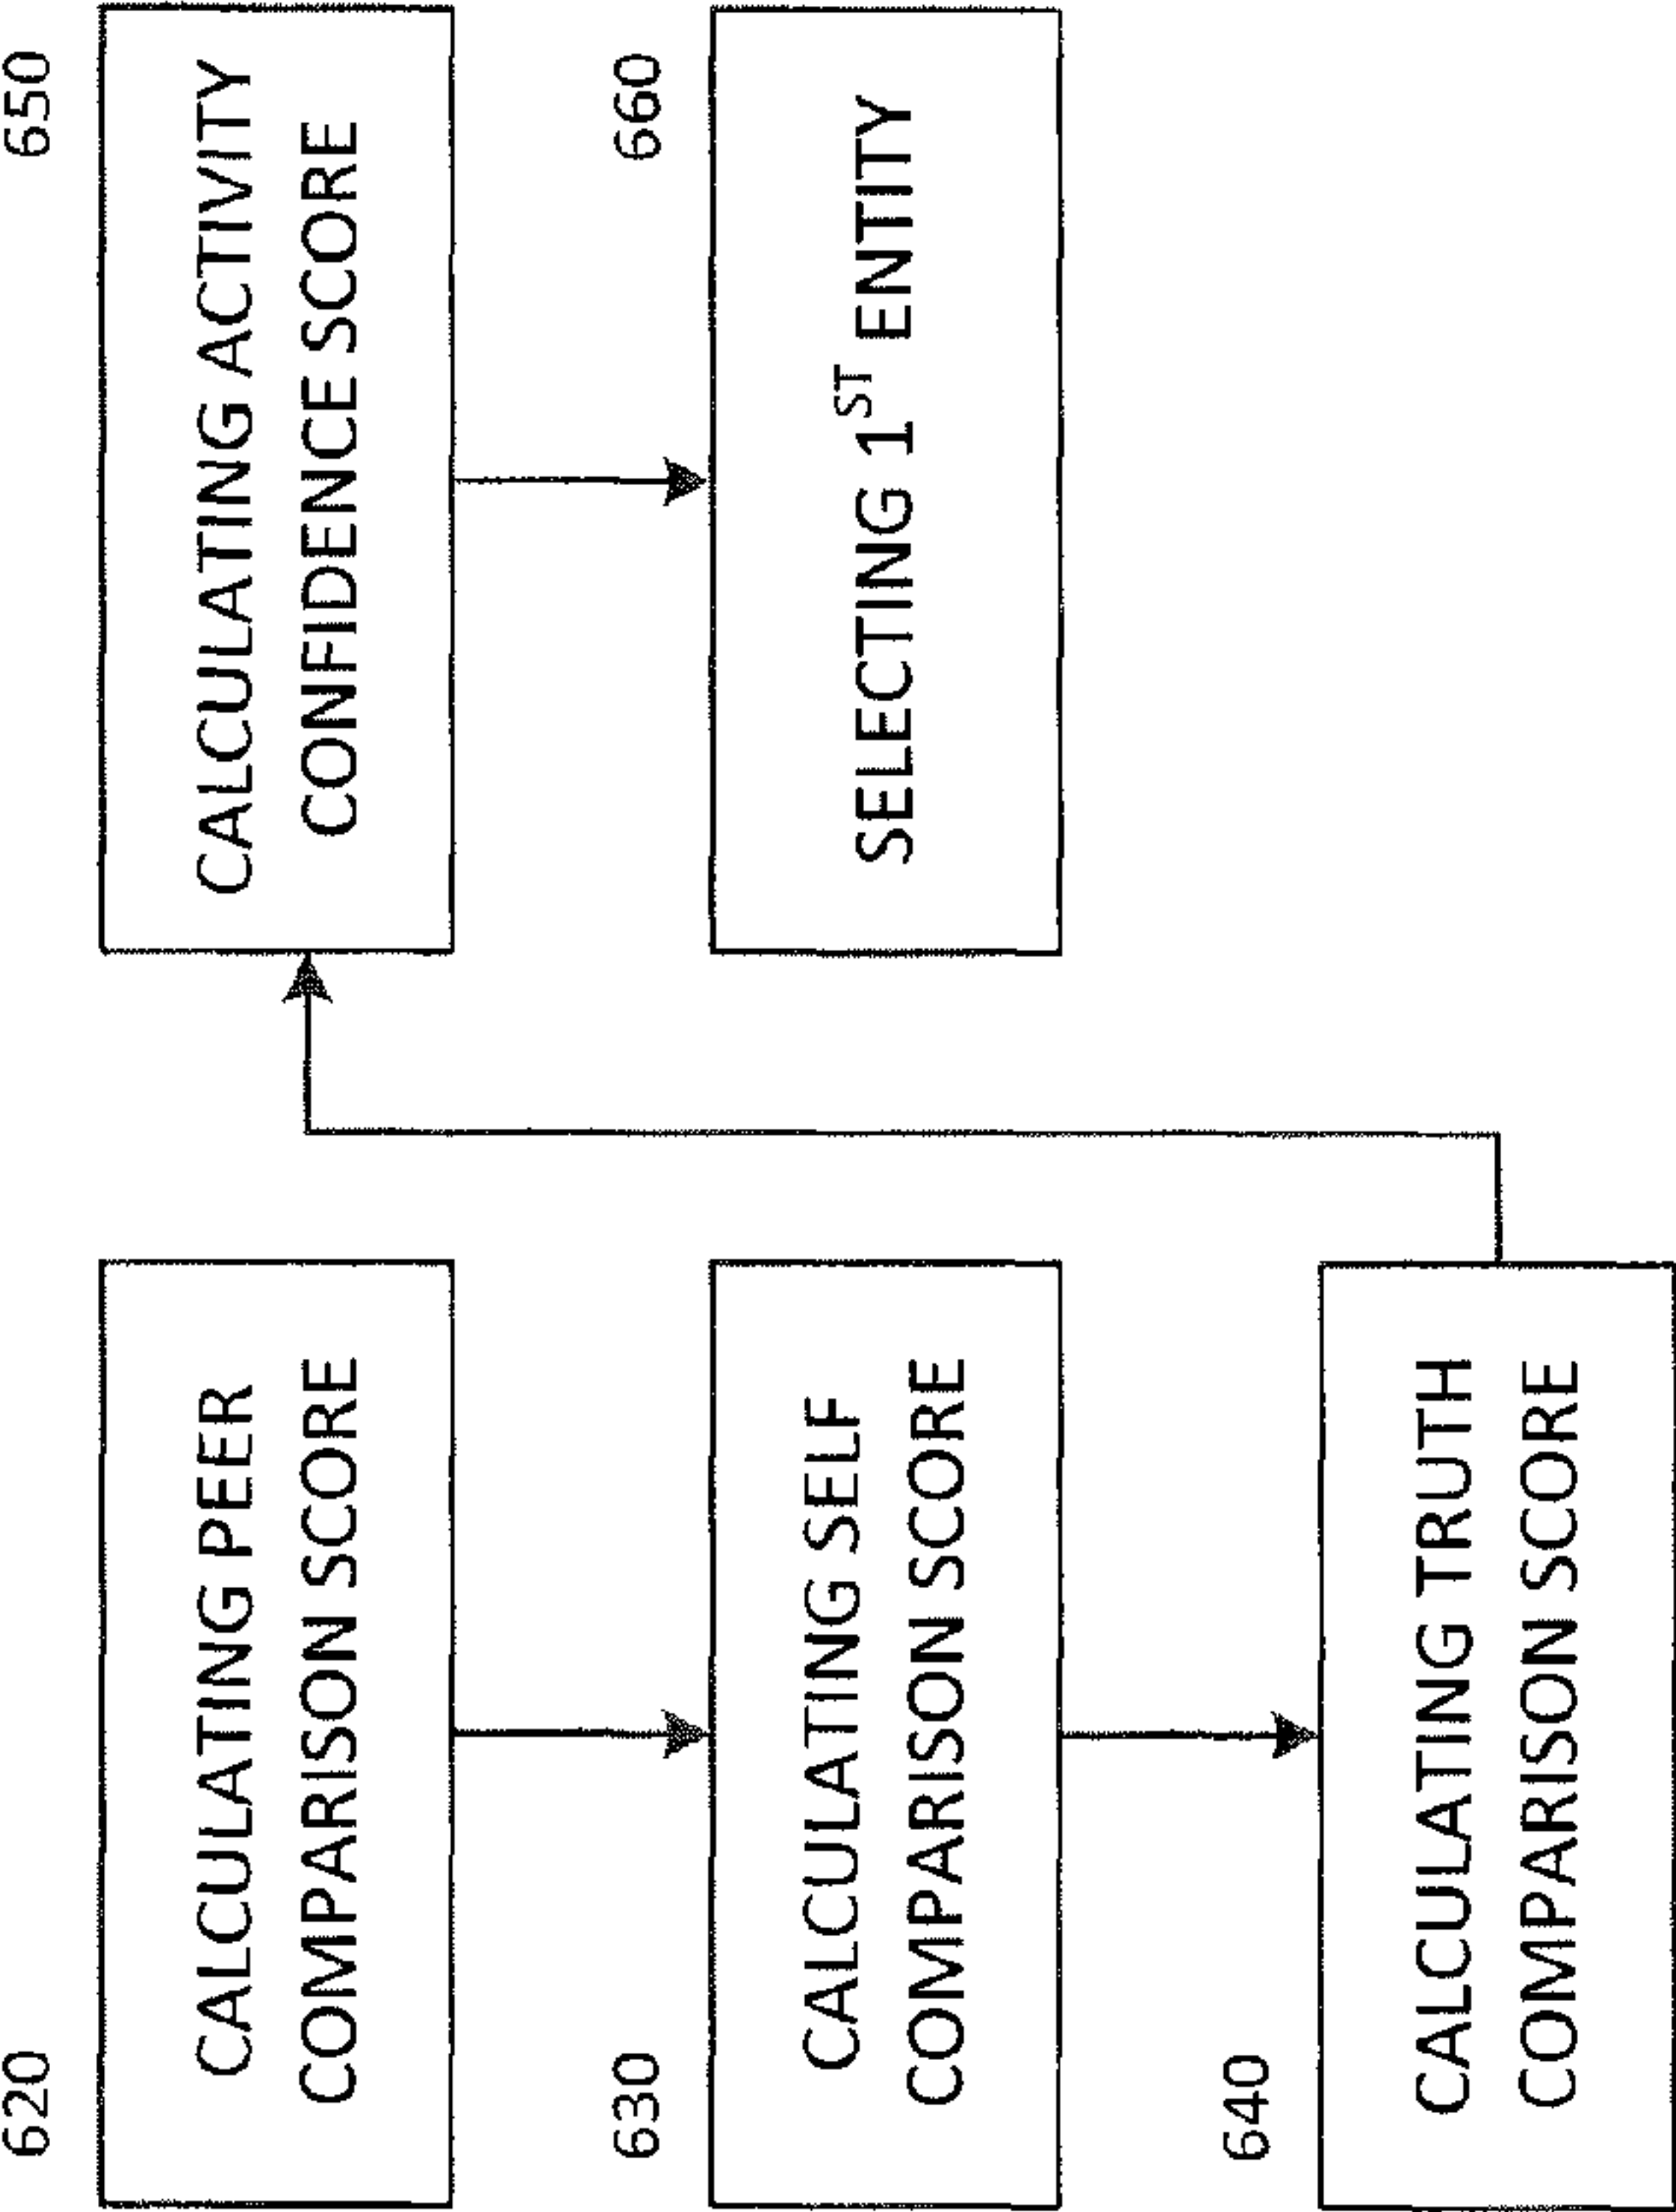 620
CALCULATING PEER
COMPARISON SCORE
630
CALCULATING SELF
COMPARISON SCORE
640
CALCULATING TRUTH
COMPARISON SCORE
650
CALCULATING ACTIVITY
CONFIDENCE SCORE
660
SELECTING 1ST ENTITY